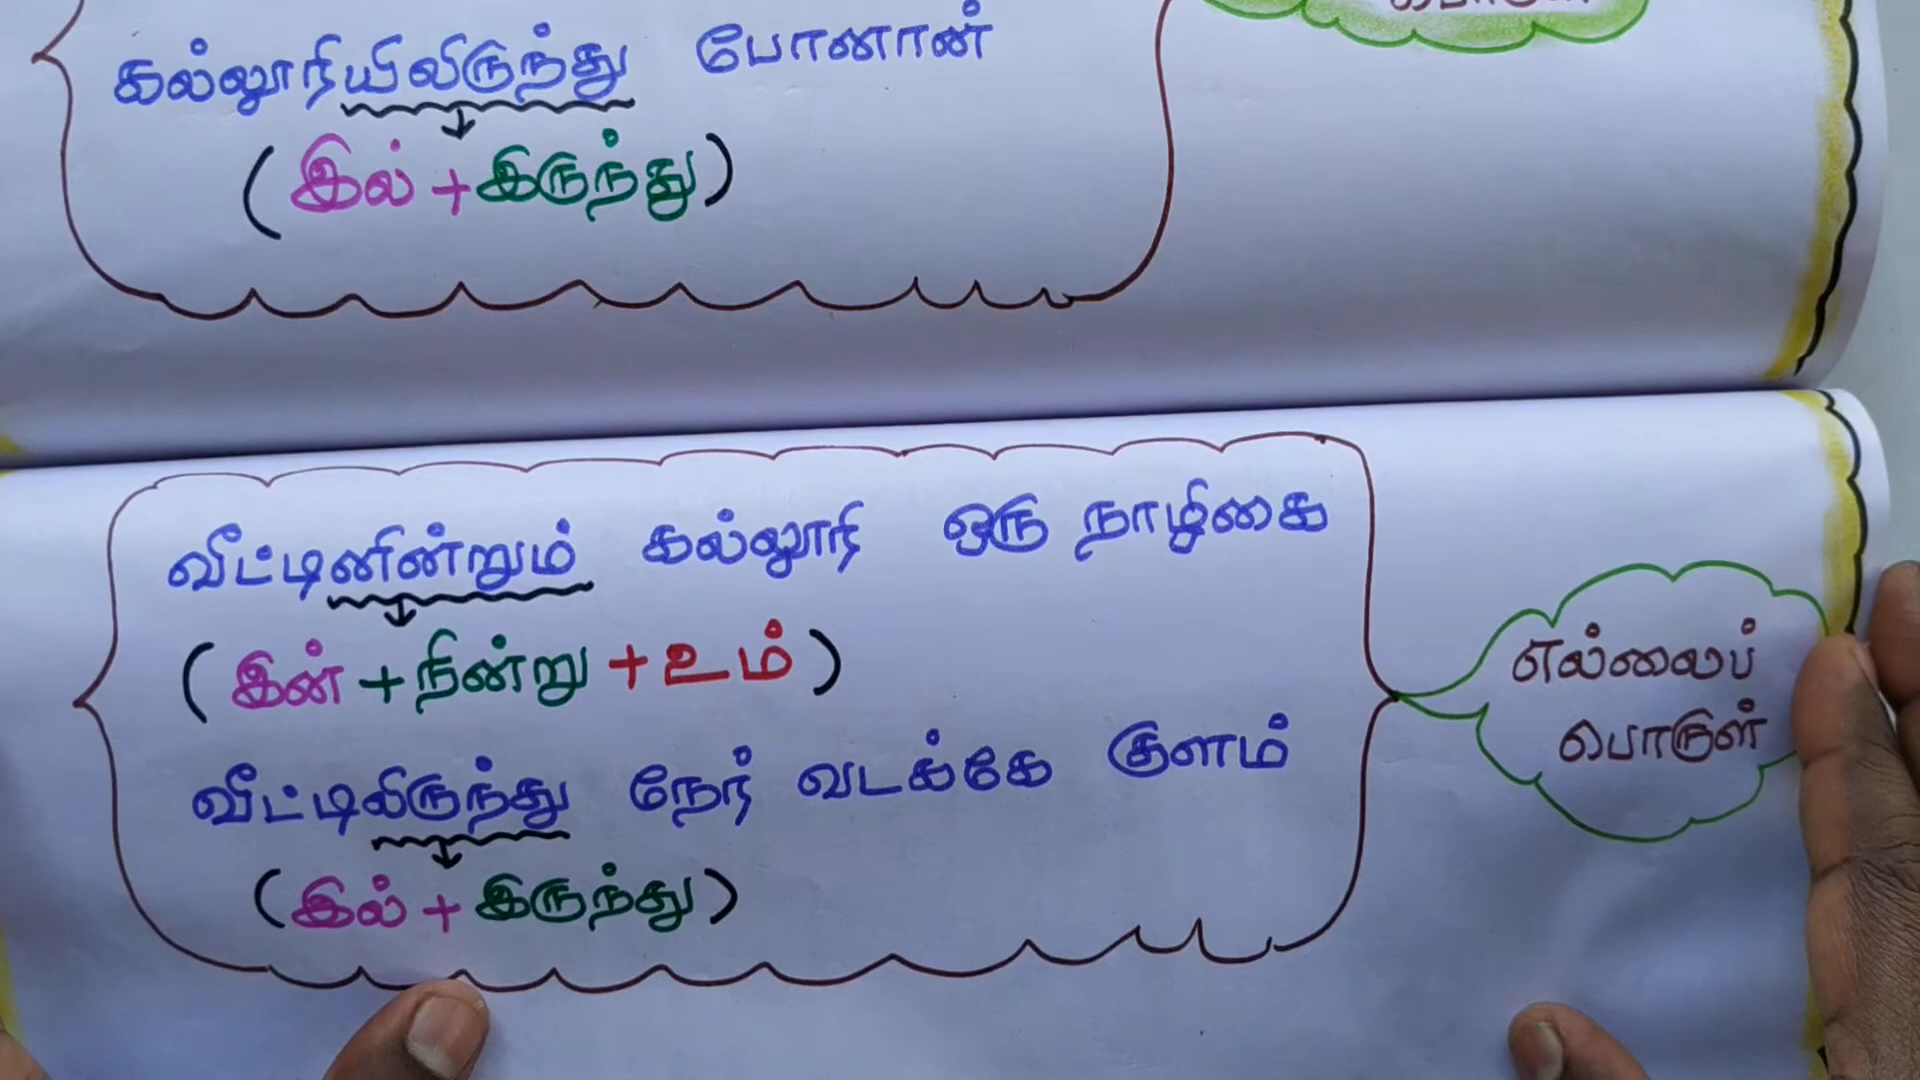 கல்லூரியிலிருந்து போனான்
(இல் + இருந்து)
வீட்டினின்றும் கல்லூரி ஒரு நாழிகை
(இன் + நின்று + உம்)
வீட்டிலிருந்து நேர் வடக்கே குளம்
(இல் + இருந்து)
எல்லைப்
பொருள்